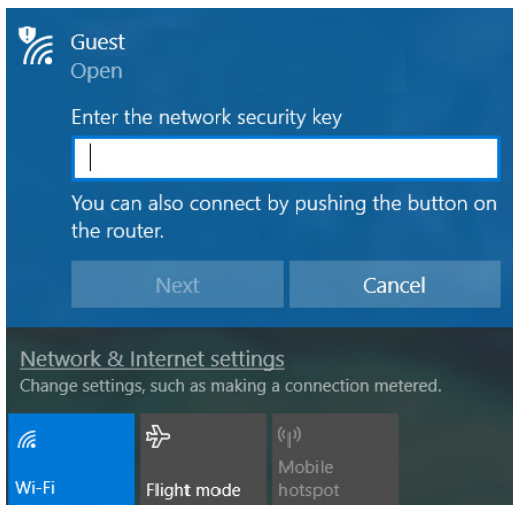 Guest
Open
Enter the network security key
You can also connect by pushing the button on
the router.
Next
Cancel
Network & Internet settings
Change settings, such as making a connection metered.
Wi-Fi
Flight mode
Mobile
hotspot